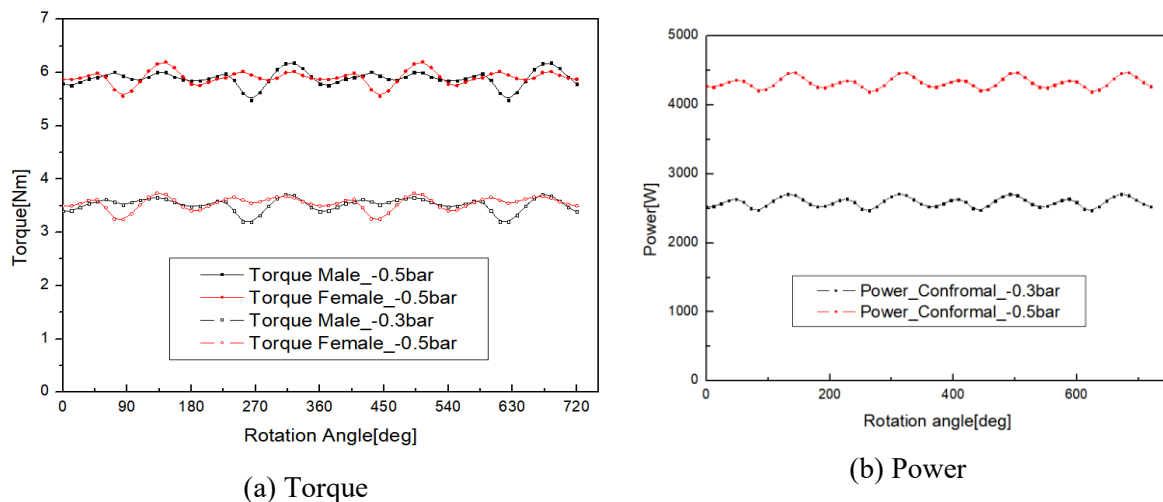 7
6
5
4
3
2
1
0
Torque[Nm]
Torque Male_-0.5bar
Torque Female_-0.5bar
Torque Male_-0.3bar
Torque Female_-0.5bar
0 90 180 270 360 450 540 630 720
Rotation Angle[deg]
(a) Torque
5000
4000
3000
2000
1000
0
Power[W]
Power_Confromal_-0.3bar
Power_Conformal_-0.5bar
0 200 400 600
Rotation angle[deg]
(b) Power